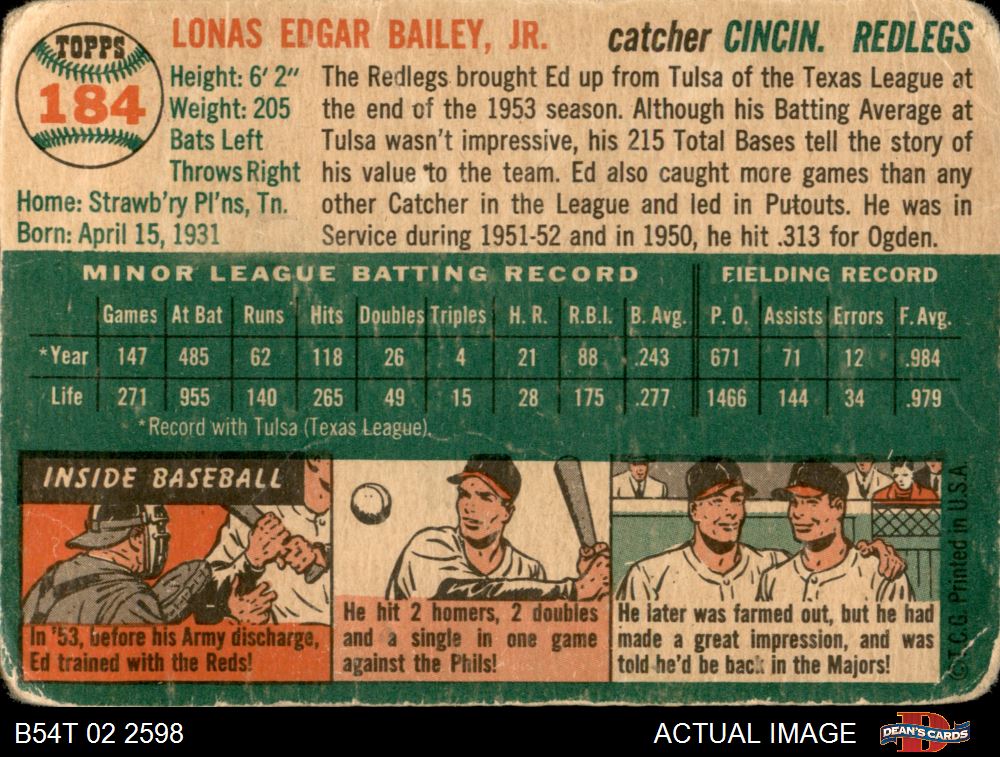 TOPPS
184
LONAS EDGAR BAILEY, JR. catcher CINCIN. REDLEGS
Height: 6' 2"
Weight: 205
Bats Left
Throws Right
Home: Strawb'ry Pl'ns, Tn.
Born: April 15, 1931
The Redlegs brought Ed up from Tulsa of the Texas League at
the end of the 1953 season. Although his Batting Average at
Tulsa wasn't impressive, his 215 Total Bases tell the story of
his value to the team. Ed also caught more games than any
other Catcher in the League and led in Putouts. He was in
Service during 1951-52 and in 1950, he hit .313 for Ogden.
MINOR LEAGUE BATTING RECORD FIELDING RECORD
Games At Bat Runs Hits Doubles Triples H. R. R.B.I. B. Avg. P. O. Assists Errors F. Avg.
*Year 147 485 62 118 26 4 21 88 .243 671 71 12 .984
Life 271 955 140 265 49 15 28 175 .277 1466 144 34 .979
*Record with Tulsa (Texas League).
INSIDE BASEBALL
In '53, before his Army discharge,
Ed trained with the Reds!
He hit 2 homers, 2 doubles
and a single in one game
against the Phils!
He later was farmed out, but he had
made a great impression, and was
told he'd be back in the Majors!
© T.C.G. Printed in U.S.A.
B54T 02 2598 ACTUAL IMAGE DEAN'S CARDS